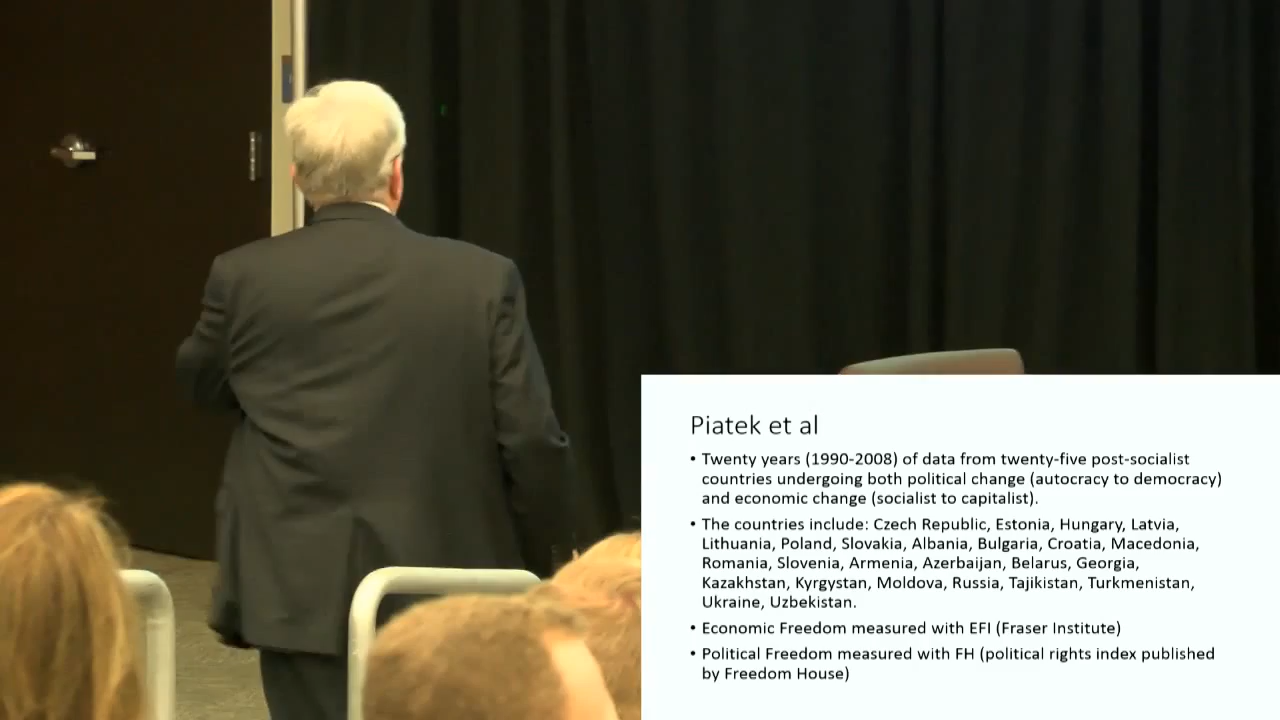 Piatek et al
• Twenty years (1990-2008) of data from twenty-five post-socialist
countries undergoing both political change (autocracy to democracy)
and economic change (socialist to capitalist).
• The countries include: Czech Republic, Estonia, Hungary, Latvia,
Lithuania, Poland, Slovakia, Albania, Bulgaria, Croatia, Macedonia,
Romania, Slovenia, Armenia, Azerbaijan, Belarus, Georgia,
Kazakhstan, Kyrgystan, Moldova, Russia, Tajikistan, Turkmenistan,
Ukraine, Uzbekistan.
• Economic Freedom measured with EFI (Fraser Institute)
• Political Freedom measured with FH (political rights index published
by Freedom House)